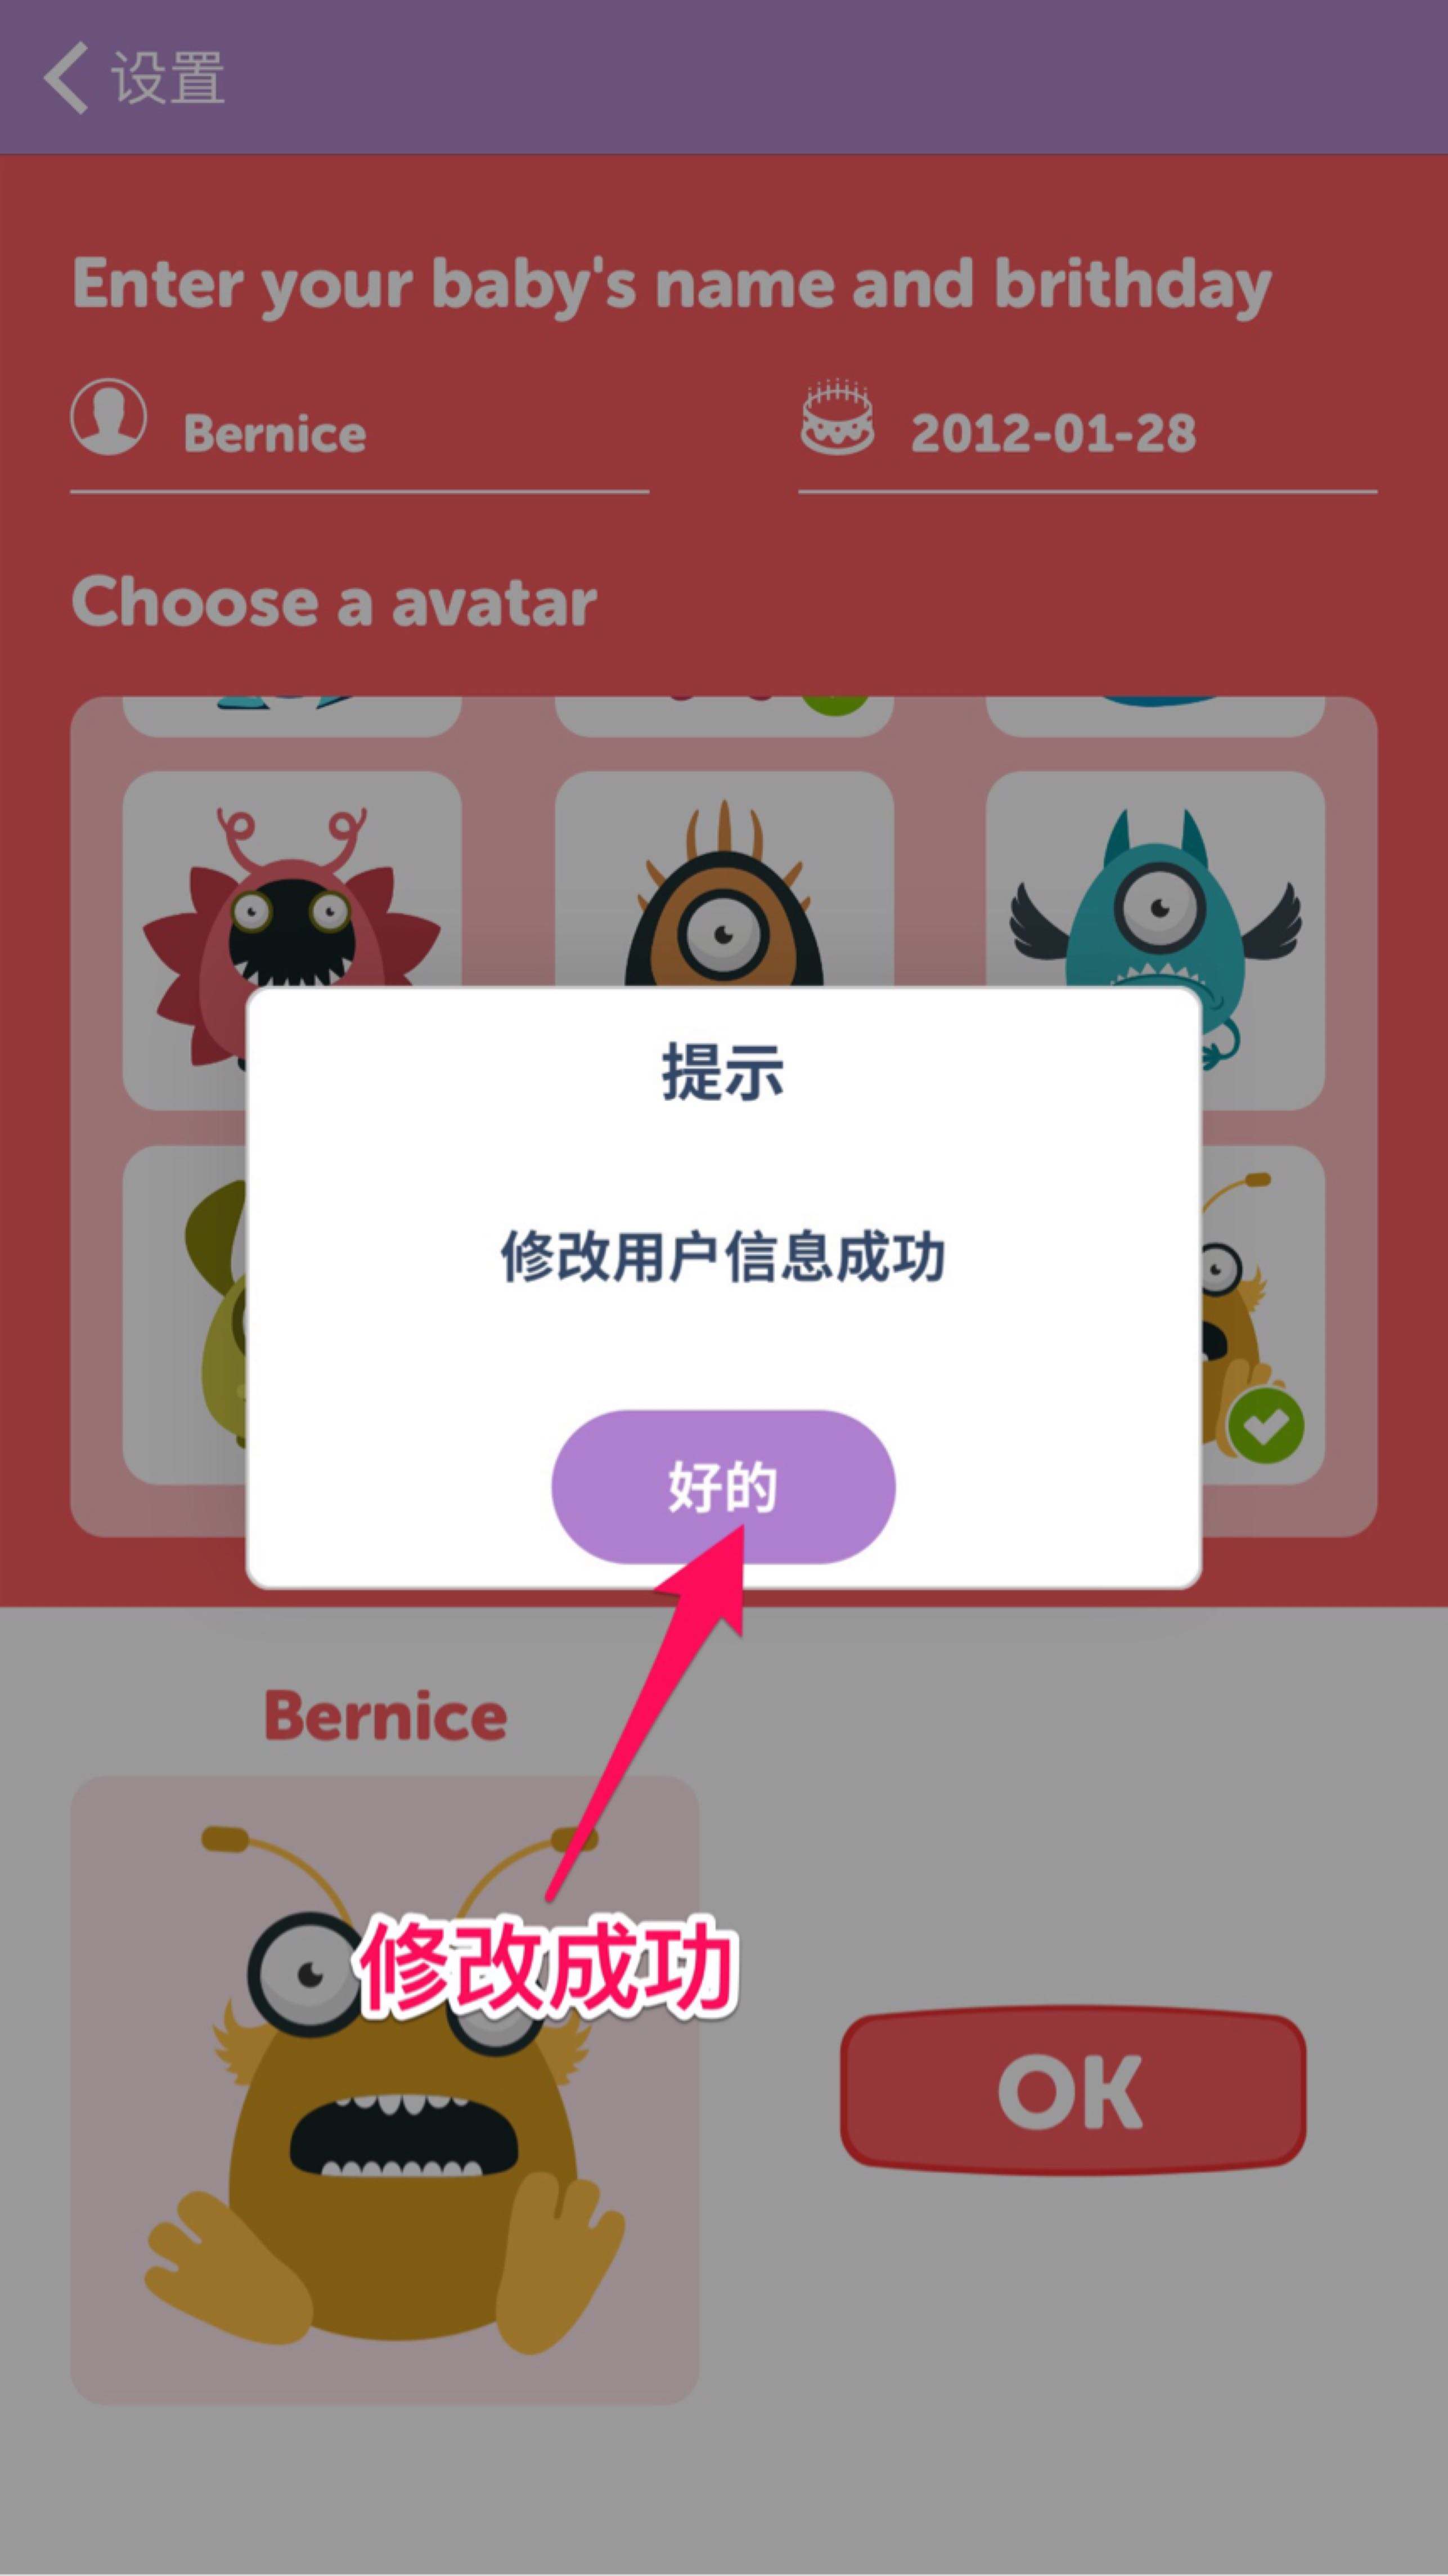 设置
Enter your baby's name and brithday
Bernice
2012-01-28
Choose a avatar
提示
修改用户信息成功
好的
Bernice
修改成功
OK